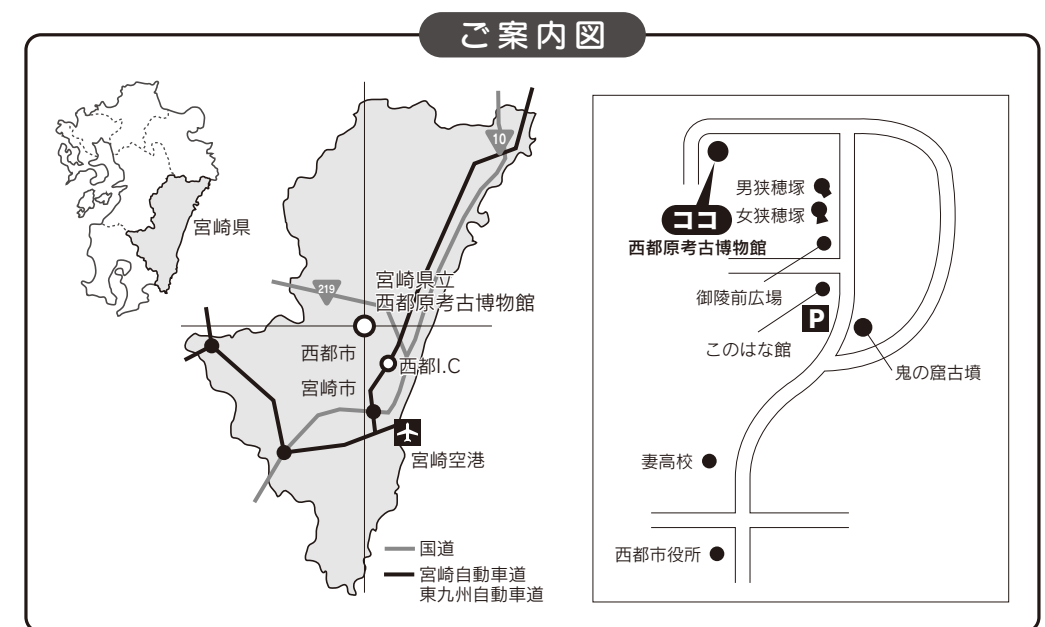 ご案内図
宮崎県
10
219
宮崎県立
西都原考古博物館
西都市
西都I.C
宮崎市
宮崎空港
国道
宮崎自動車道
東九州自動車道
男狭穂塚
女狭穂塚
ココ
西都原考古博物館
御陵前広場
P
このはな館
鬼の窟古墳
妻高校
西都市役所